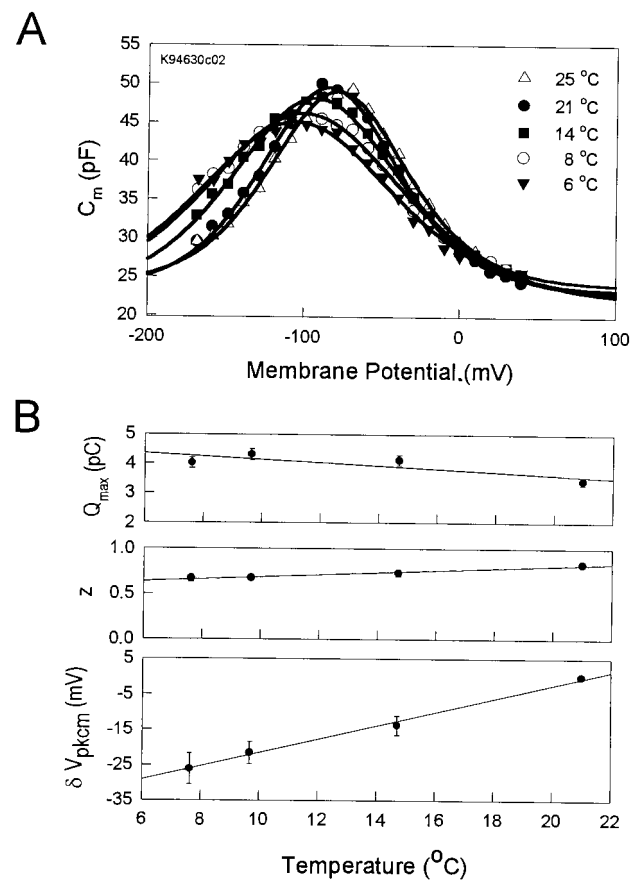 A
K94630c02
55
50
45
40
35
30
25
20
C_m (pF)
25 °C
21 °C
14 °C
8 °C
6 °C
-200
-100
0
100
Membrane Potential.(mV)
B
5
4
3
2
Q_max (pC)
1.0
0.5
0.0
z
5
-5
-15
-25
-35
δ V_pkcm (mV)
6
8
10
12
14
16
18
20
22
Temperature (°C)